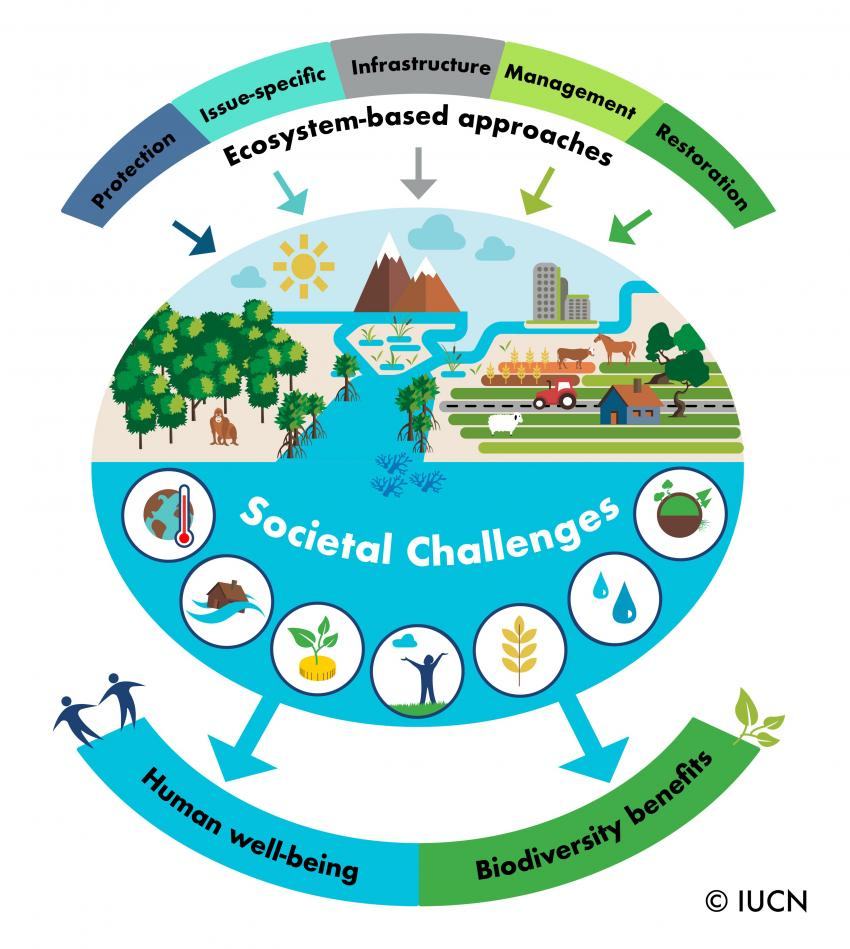 Protection
Issue-specific
Infrastructure
Management
Restoration
Ecosystem-based approaches
Societal Challenges
Human well-being
Biodiversity benefits
© IUCN